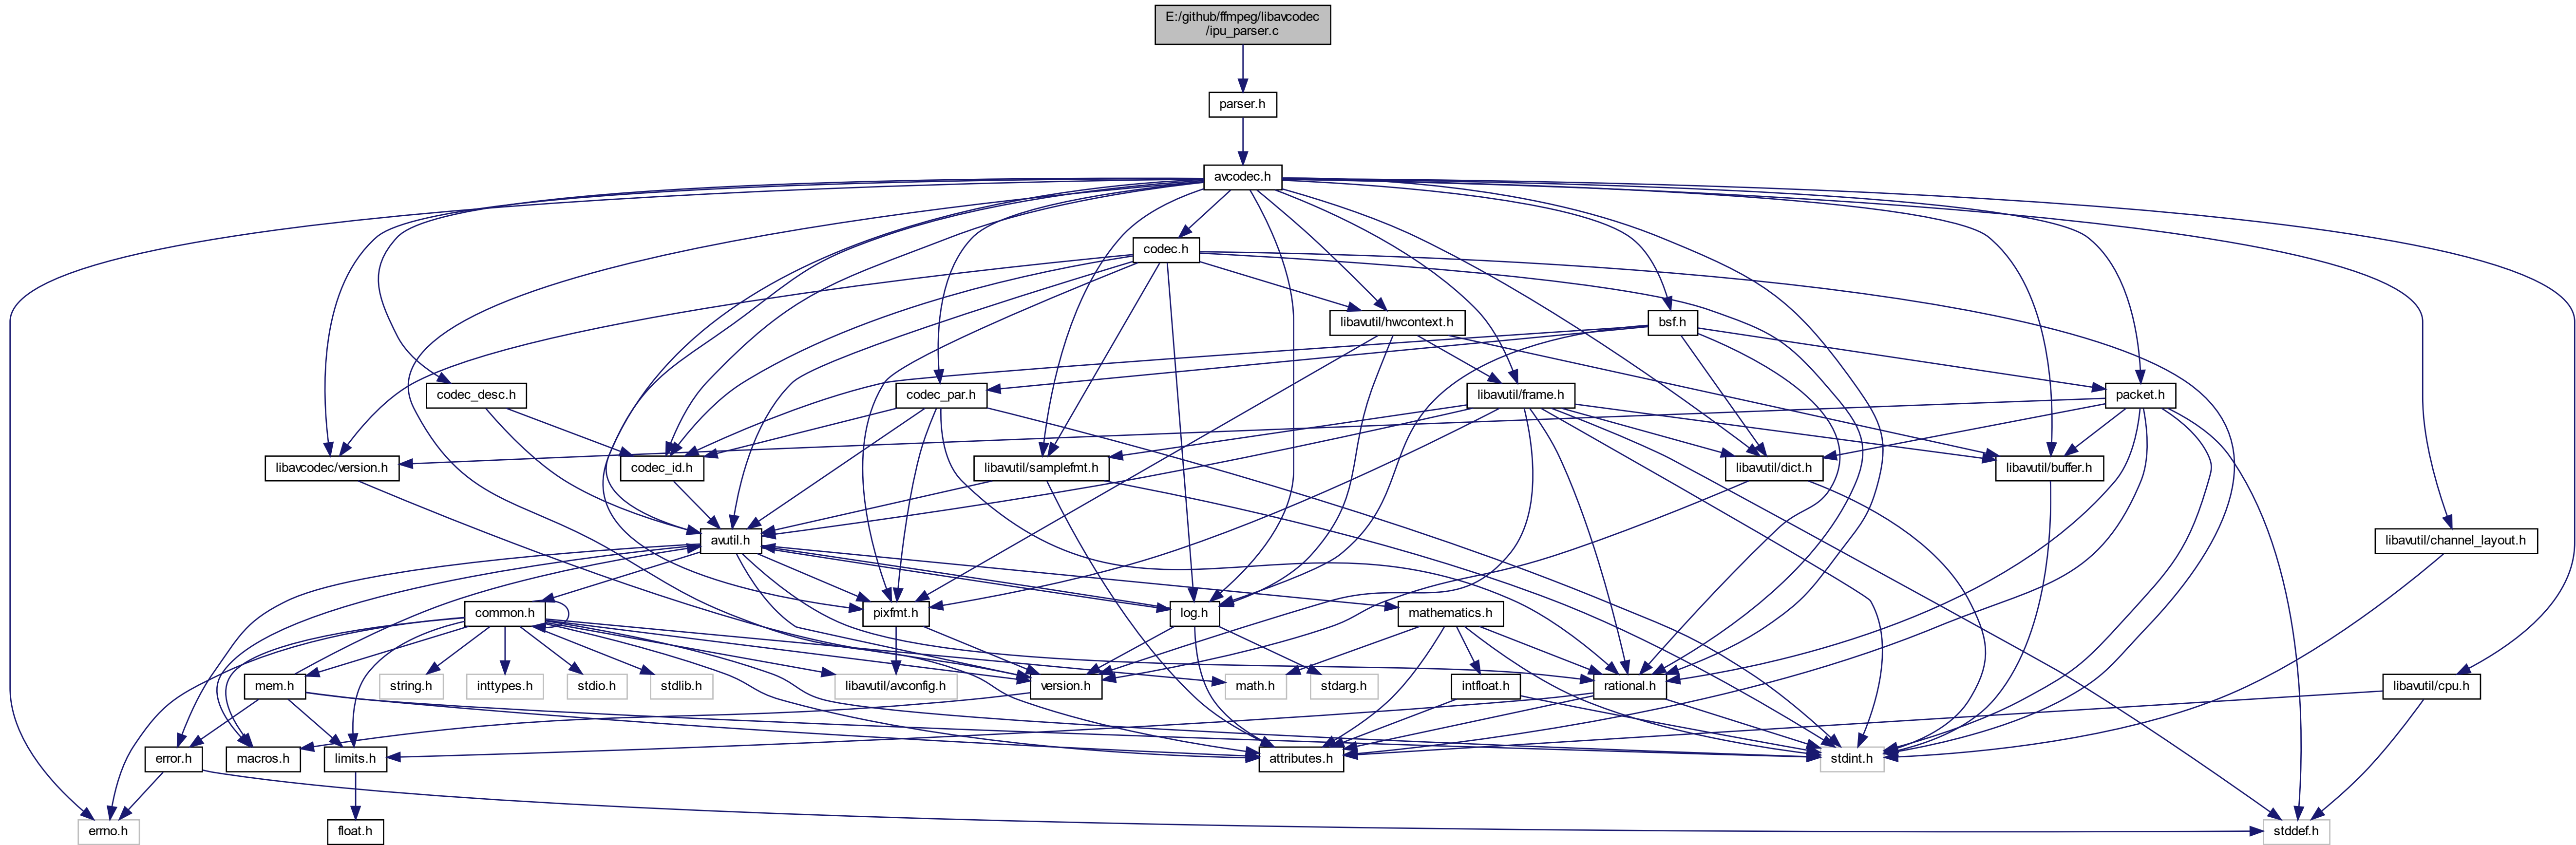 E:/github/ffmpeg/libavcodec
/ipu_parser.c
parser.h
avcodec.h
codec.h
libavutil/hwcontext.h
bsf.h
codec_desc.h
codec_par.h
libavutil/frame.h
packet.h
libavcodec/version.h
codec_id.h
libavutil/samplefmt.h
libavutil/dict.h
libavutil/buffer.h
avutil.h
libavutil/channel_layout.h
common.h
pixfmt.h
log.h
mathematics.h
mem.h
string.h
inttypes.h
stdio.h
stdlib.h
libavutil/avconfig.h
version.h
math.h
stdarg.h
intfloat.h
rational.h
libavutil/cpu.h
error.h
macros.h
limits.h
attributes.h
stdint.h
errno.h
float.h
stddef.h